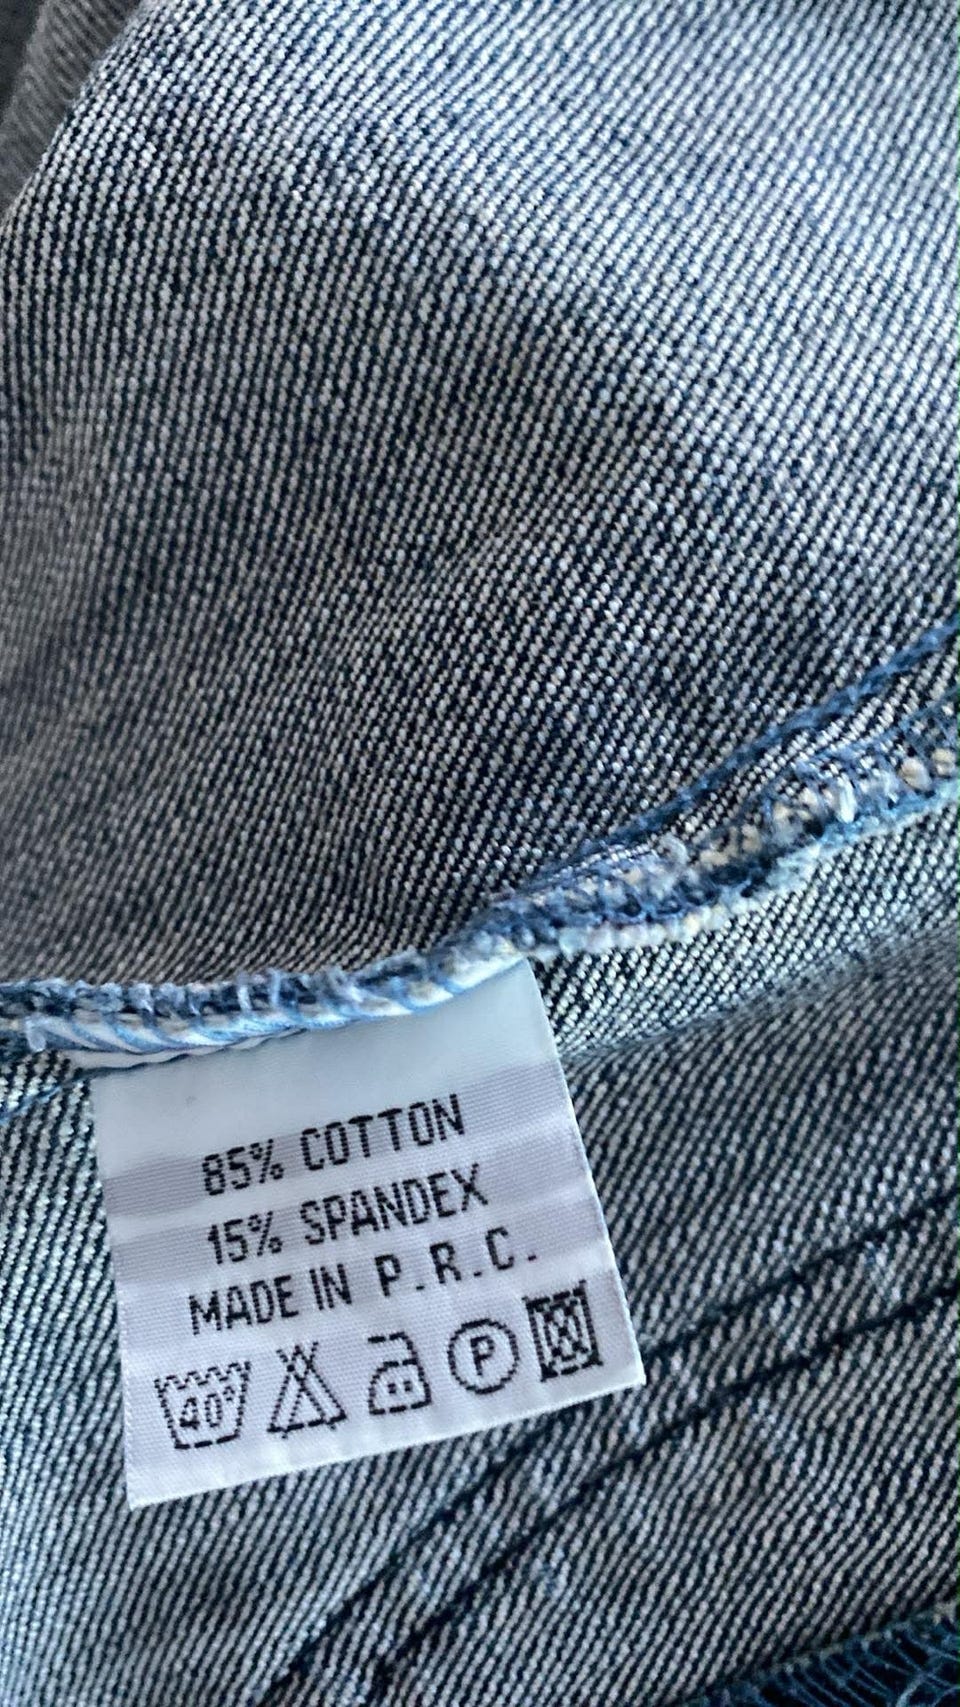 85% COTTON
15% SPANDEX
MADE IN P.R.C.
40° P